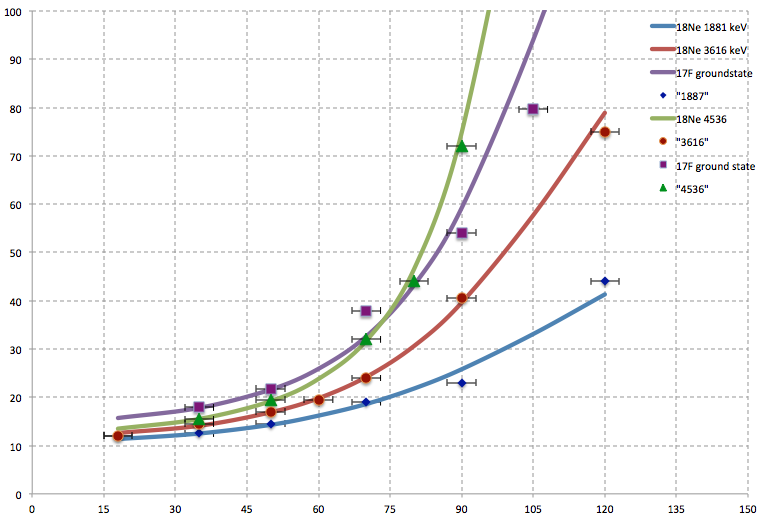 100
90
80
70
60
50
40
30
20
10
0
0 15 30 45 60 75 90 105 120 135 150
18Ne 1881 keV
18Ne 3616 keV
17F groundstate
"1887"
18Ne 4536
"3616"
17F ground state
"4536"